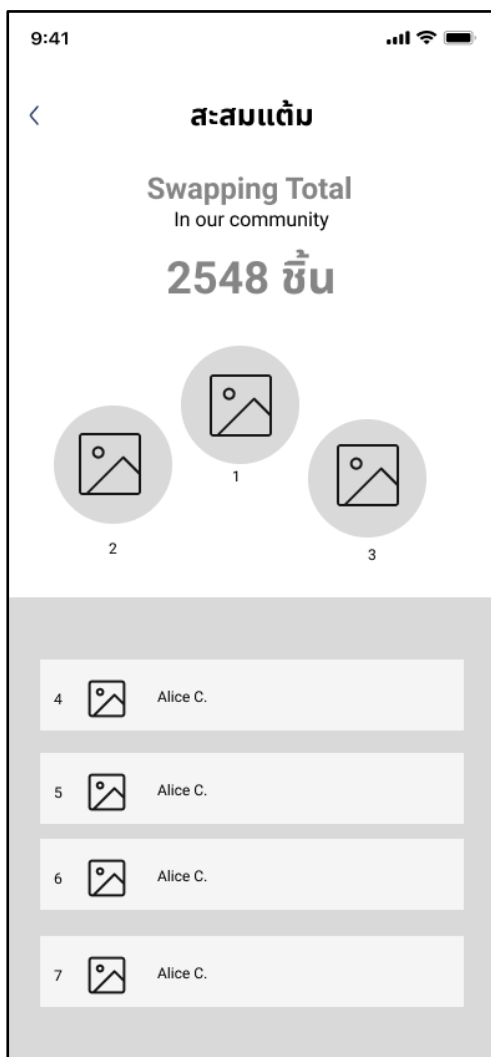 9:41
สะสมแต้ม
Swapping Total
In our community
2548 ชิ้น
1
2
3
4 Alice C.
5 Alice C.
6 Alice C.
7 Alice C.